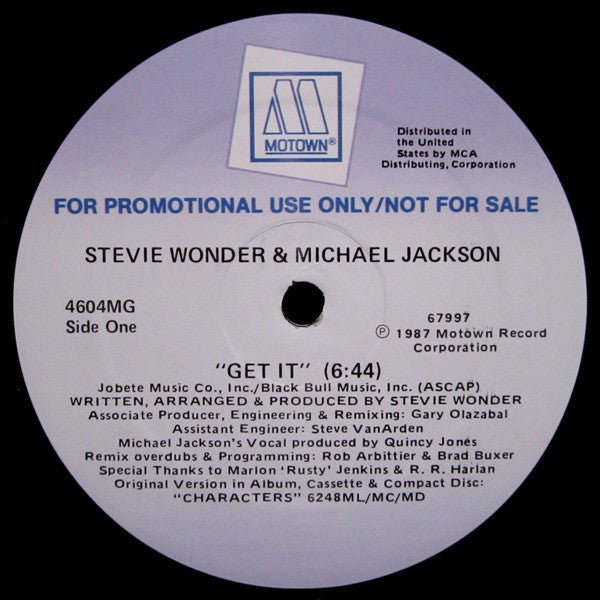 MOTOWN®
Distributed in
the United
States by MCA
Distributing, Corporation
FOR PROMOTIONAL USE ONLY/NOT FOR SALE
STEVIE WONDER & MICHAEL JACKSON
4604MG
Side One
67997
℗ 1987 Motown Record
Corporation
"GET IT" (6:44)
Jobete Music Co., Inc./Black Bull Music, Inc. (ASCAP)
WRITTEN, ARRANGED & PRODUCED BY STEVIE WONDER
Associate Producer, Engineering & Remixing: Gary Olazabal
Assistant Engineer: Steve VanArden
Michael Jackson's Vocal produced by Quincy Jones
Remix overdubs & Programming: Rob Arbittier & Brad Buxer
Special Thanks to Marlon 'Rusty' Jenkins & R. R. Harlan
Original Version in Album, Cassette & Compact Disc:
"CHARACTERS" 6248ML/MC/MD